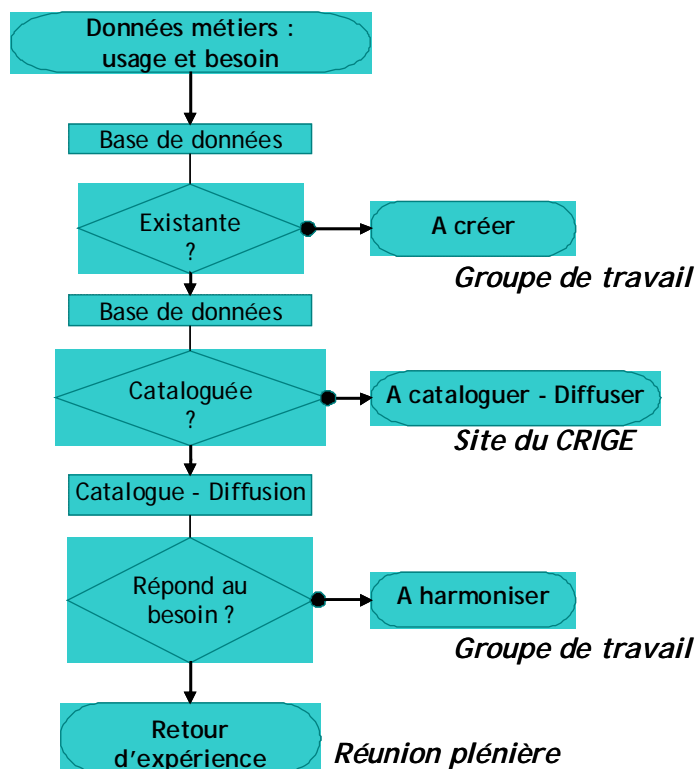 Données métiers :
usage et besoin
Base de données
Existante
?
A créer
Groupe de travail
Base de données
Cataloguée
?
A cataloguer - Diffuser
Site du CRIGE
Catalogue - Diffusion
Répond au
besoin ?
A harmoniser
Groupe de travail
Retour
d'expérience
Réunion plénière